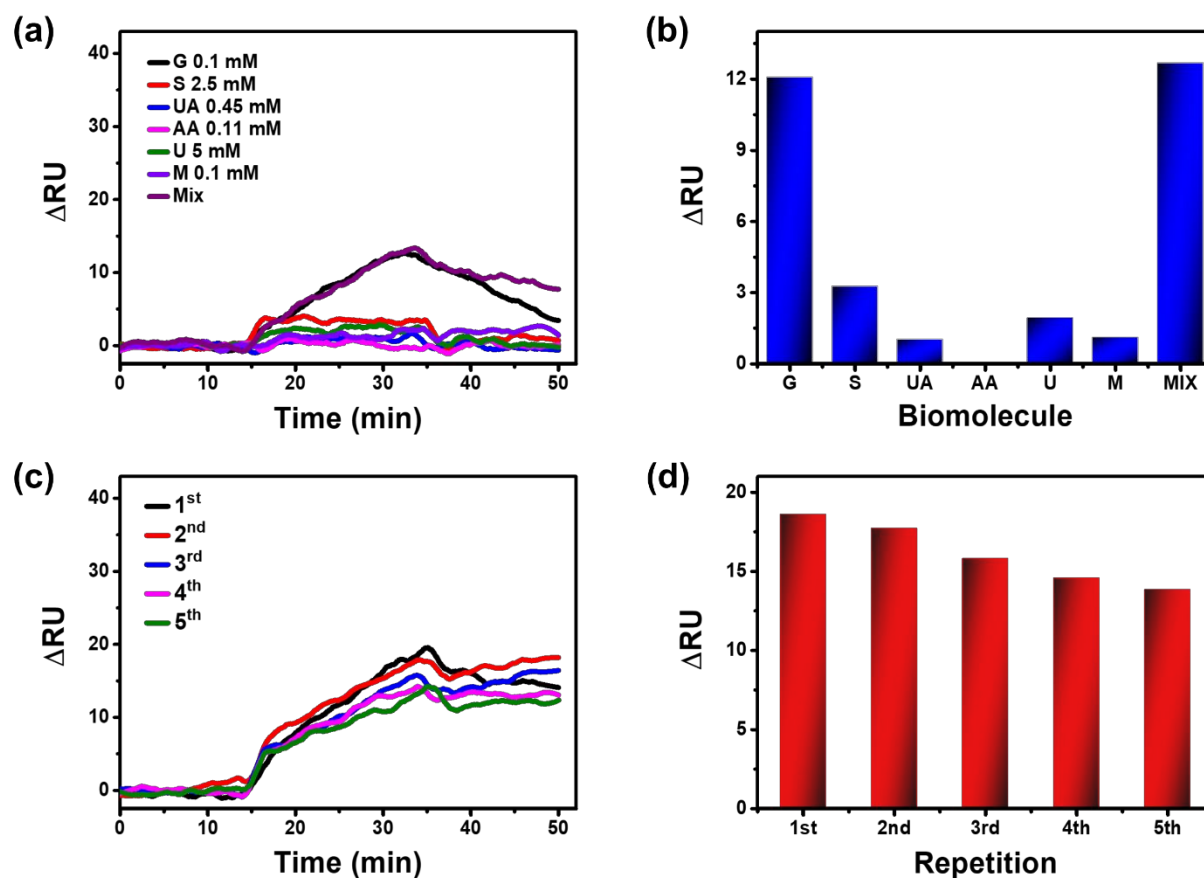 (a)
40
30
20
10
0
ΔRU
G 0.1 mM
S 2.5 mM
UA 0.45 mM
AA 0.11 mM
U 5 mM
M 0.1 mM
Mix
0 10 20 30 40 50
Time (min)
(b)
12
9
6
3
0
ΔRU
G S UA AA U M MIX
Biomolecule
(c)
40
30
20
10
0
ΔRU
1st
2nd
3rd
4th
5th
0 10 20 30 40 50
Time (min)
(d)
20
15
10
5
0
ΔRU
1st 2nd 3rd 4th 5th
Repetition